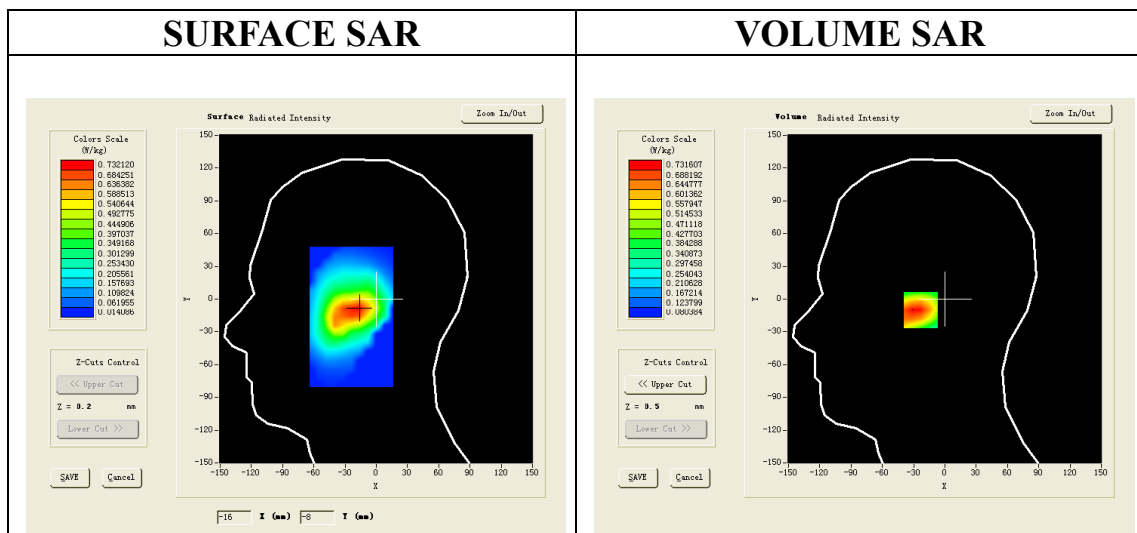 SURFACE SAR
VOLUME SAR
Surface Radiated Intensity
Zoom In/Out
Colors Scale
(W/kg)
0.732120
0.684251
0.636382
0.588513
0.540644
0.492775
0.444906
0.397037
0.349168
0.301299
0.253430
0.205561
0.157693
0.109824
0.061955
0.014086
Z-Cuts Control
<< Upper Cut
Z = 0.2 mm
Lower Cut >>
SAVE
Cancel
150
120
90
60
30
0
-30
-60
-90
-120
-150
Y
-150 -120 -90 -60 -30 0 30 60 90 120 150
X
-16 X (mm) -8 Y (mm)
Volume Radiated Intensity
Zoom In/Out
Colors Scale
(W/kg)
0.731607
0.688192
0.644777
0.601362
0.557947
0.514533
0.471118
0.427703
0.384288
0.340873
0.297458
0.254043
0.210628
0.167214
0.123799
0.080384
Z-Cuts Control
<< Upper Cut
Z = 0.5 mm
Lower Cut >>
SAVE
Cancel
150
120
90
60
30
0
-30
-60
-90
-120
-150
Y
-150 -120 -90 -60 -30 0 30 60 90 120 150
X